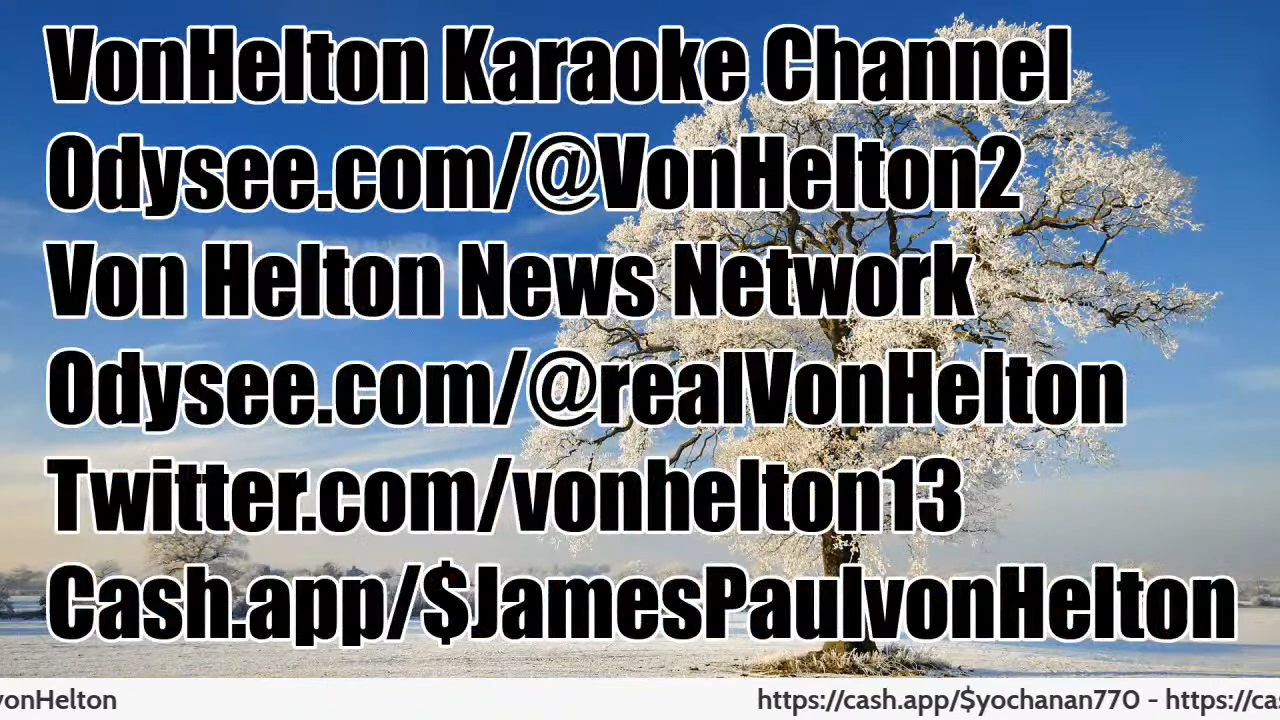 VonHelton Karaoke Channel
Odysee.com/@VonHelton2
Von Helton News Network
Odysee.com/@realVonHelton
Twitter.com/vonhelton13
Cash.app/$JamesPaulvonHelton
vonHelton https://cash.app/$yochanan770 - https://ca